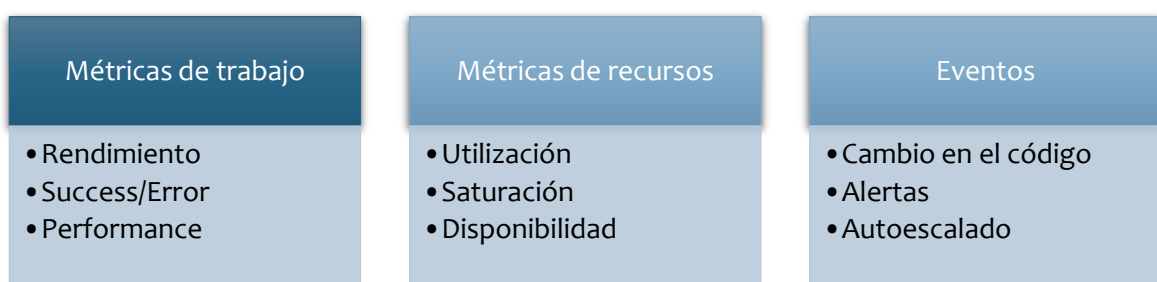 Métricas de trabajo
• Rendimiento
• Success/Error
• Performance
Métricas de recursos
• Utilización
• Saturación
• Disponibilidad
Eventos
• Cambio en el código
• Alertas
• Autoescalado